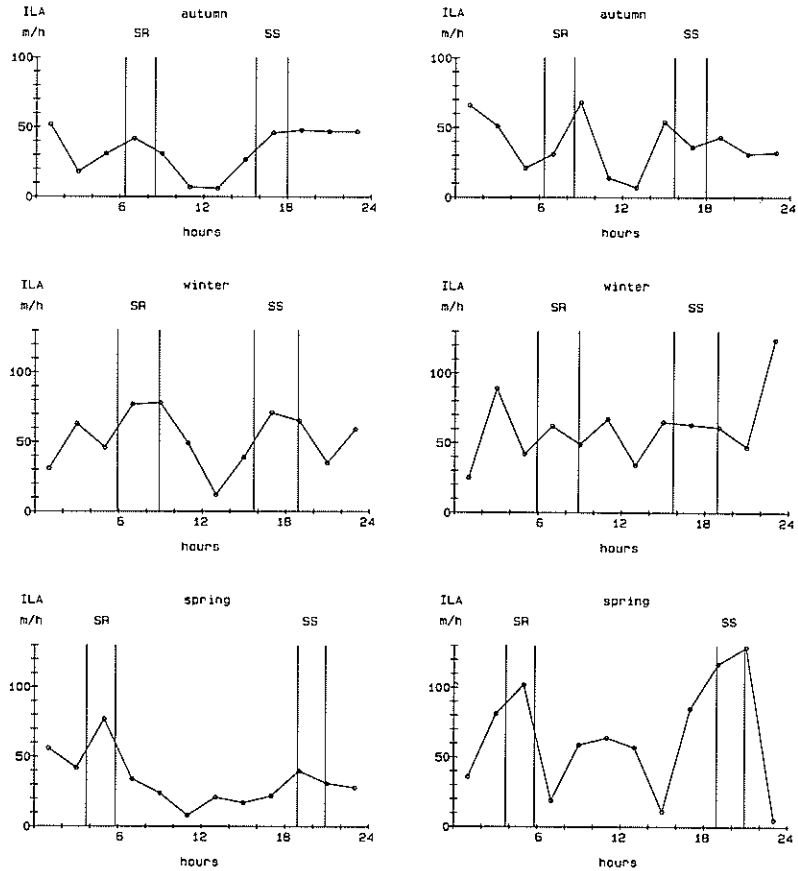 ILA autumn
m/h SR SS
100
50
0
6 12 18 24
hours
ILA autumn
m/h SR SS
100
50
0
6 12 18 24
hours
ILA winter
m/h SR SS
100
50
0
6 12 18 24
hours
ILA winter
m/h SR SS
100
50
0
6 12 18 24
hours
ILA spring
m/h SR SS
100
50
0
6 12 18 24
hours
ILA spring
m/h SR SS
100
50
0
6 12 18 24
hours